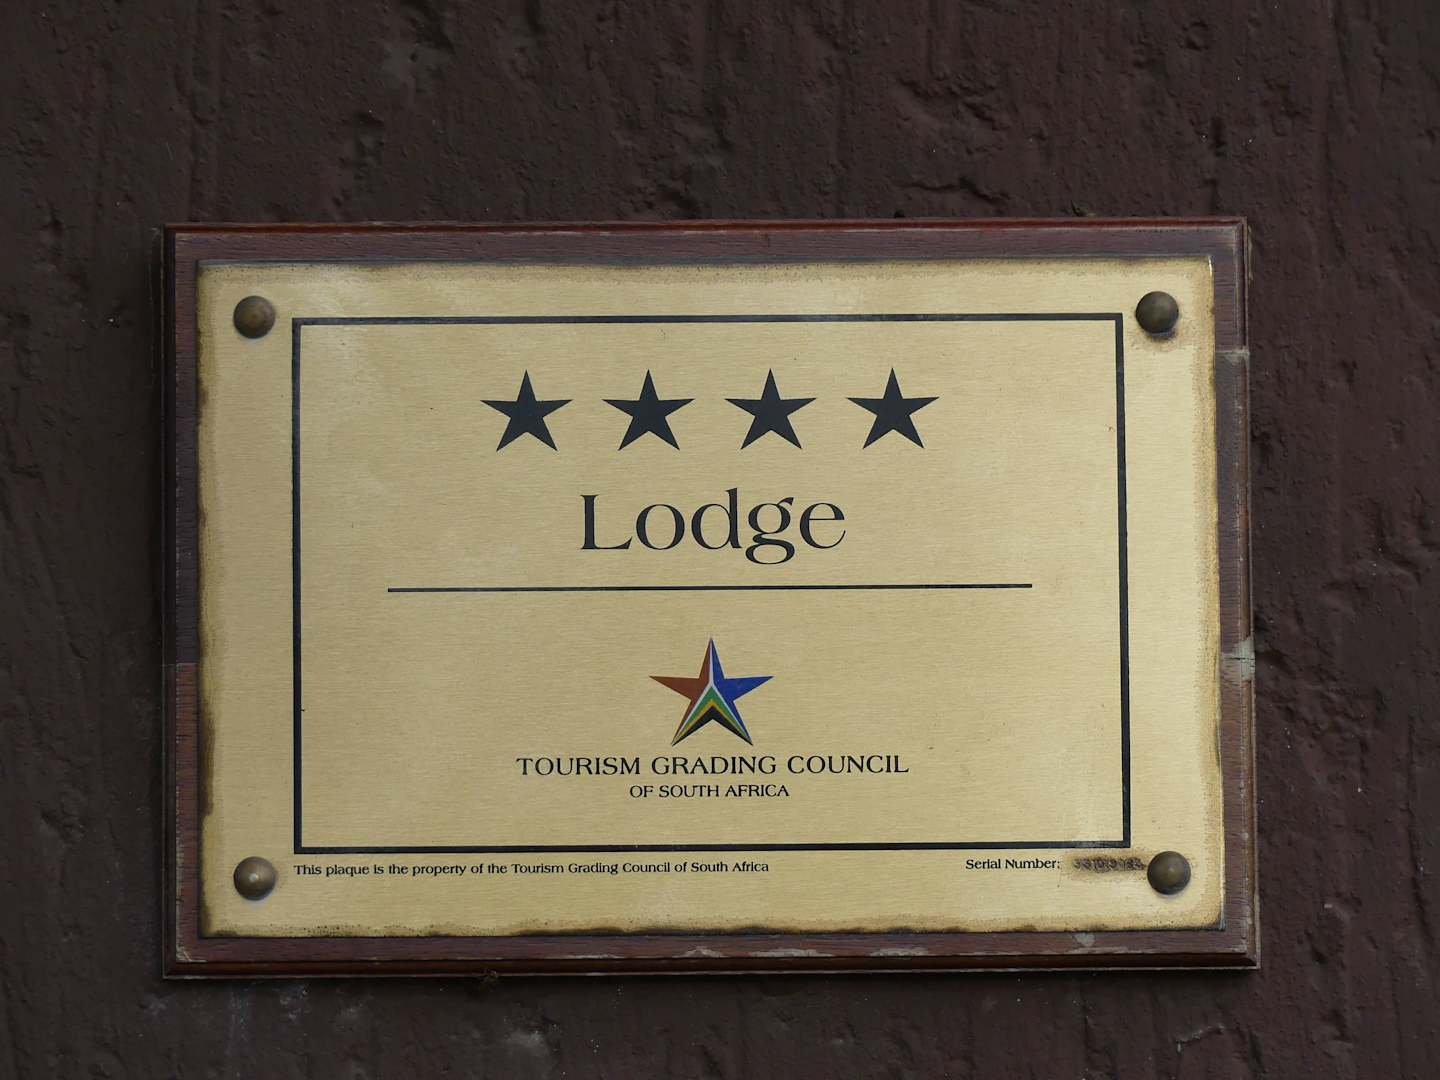 Lodge
TOURISM GRADING COUNCIL
OF SOUTH AFRICA
This plaque is the property of the Tourism Grading Council of South Africa
Serial Number: